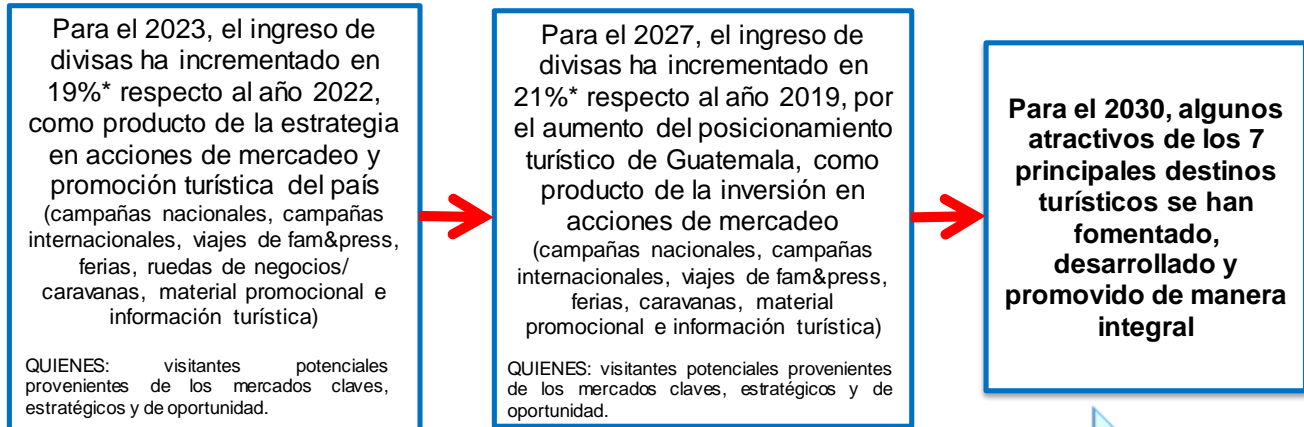 Para el 2023, el ingreso de
divisas ha incrementado en
19%* respecto al año 2022,
como producto de la estrategia
en acciones de mercadeo y
promoción turística del país
(campañas nacionales, campañas
internacionales, viajes de fam&press,
ferias, ruedas de negocios/
caravanas, material promocional e
información turística)
QUIENES: visitantes potenciales
provenientes de los mercados claves,
estratégicos y de oportunidad.
Para el 2027, el ingreso de
divisas ha incrementado en
21%* respecto al año 2019, por
el aumento del posicionamiento
turístico de Guatemala, como
producto de la inversión en
acciones de mercadeo
(campañas nacionales, campañas
internacionales, viajes de fam&press,
ferias, caravanas, material
promocional e información turística)
QUIENES: visitantes potenciales provenientes
de los mercados claves, estratégicos y de
oportunidad.
Para el 2030, algunos
atractivos de los 7
principales destinos
turísticos se han
fomentado,
desarrollado y
promovido de manera
integral